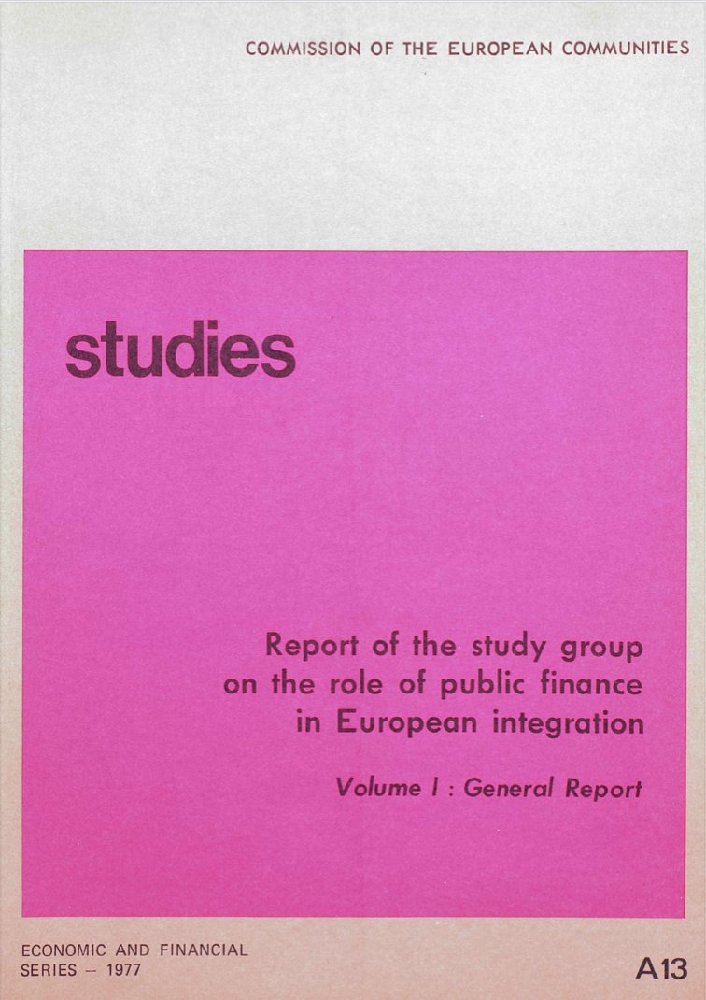 COMMISSION OF THE EUROPEAN COMMUNITIES
studies
Report of the study group
on the role of public finance
in European integration
Volume I : General Report
ECONOMIC AND FINANCIAL
SERIES – 1977
A13